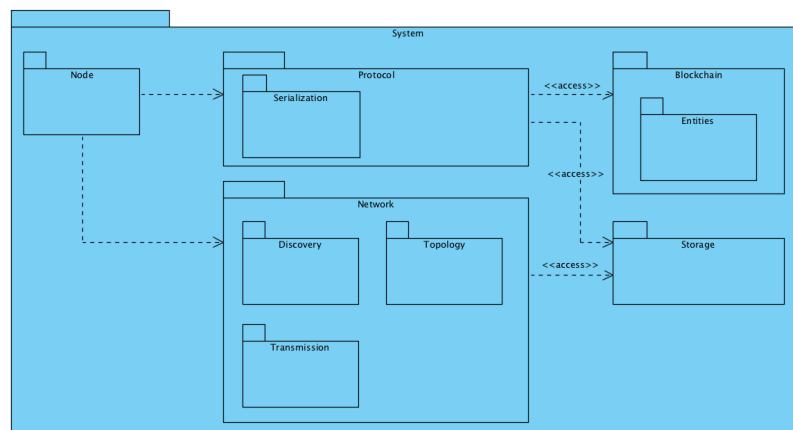 System
Node
Protocol
Blockchain
<<access>>
Serialization
Entities
<<access>>
Network
Discovery
Topology
Storage
<<access>>
Transmission